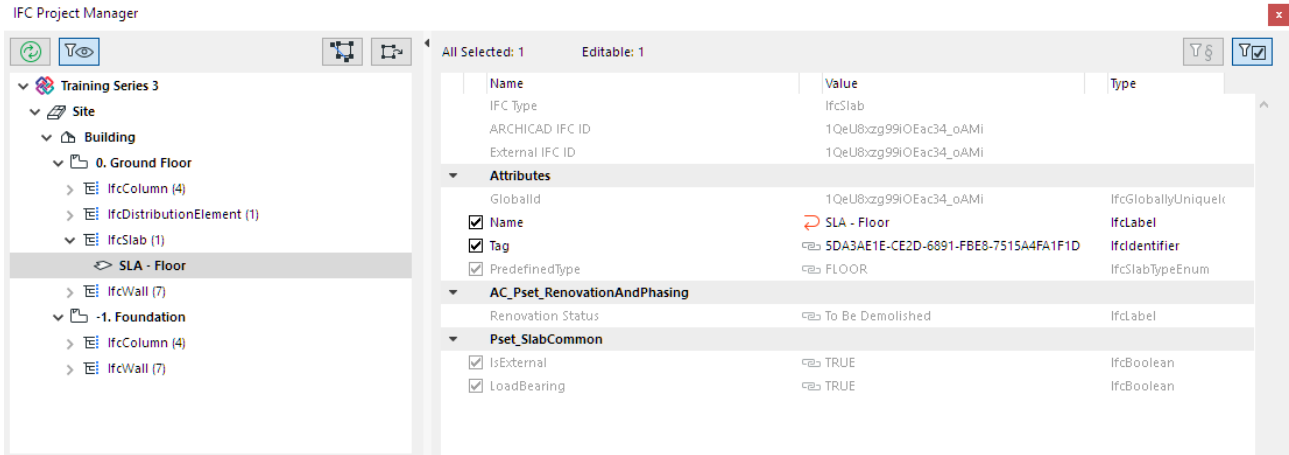 IFC Project Manager
x
All Selected: 1 Editable: 1
Training Series 3
Site
Building
0. Ground Floor
IfcColumn (4)
IfcDistributionElement (1)
IfcSlab (1)
SLA - Floor
IfcWall (7)
-1. Foundation
IfcColumn (4)
IfcWall (7)
Name Value Type
IFC Type IfcSlab
ARCHICAD IFC ID 1QeU8xzg99iOEac34_oAMi
External IFC ID 1QeU8xzg99iOEac34_oAMi
Attributes
GlobalId 1QeU8xzg99iOEac34_oAMi IfcGloballyUniqueIc
Name SLA - Floor IfcLabel
Tag 5DA3AE1E-CE2D-6891-FBE8-7515A4FA1F1D IfcIdentifier
PredefinedType FLOOR IfcSlabTypeEnum
AC_Pset_RenovationAndPhasing
Renovation Status To Be Demolished IfcLabel
Pset_SlabCommon
IsExternal TRUE IfcBoolean
LoadBearing TRUE IfcBoolean